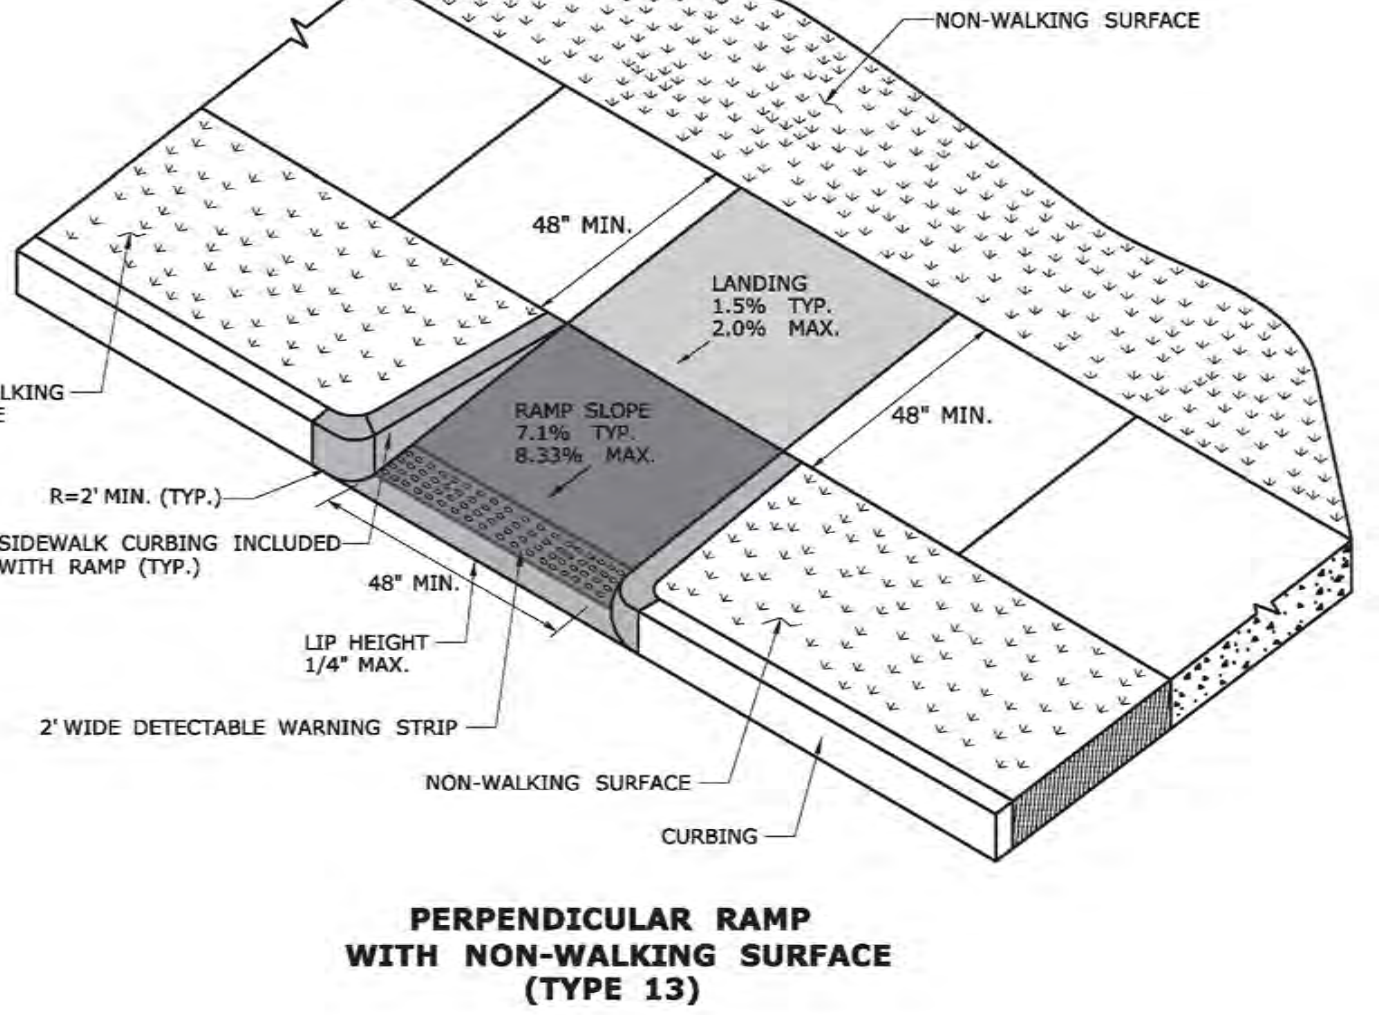 NON-WALKING SURFACE
48" MIN.
LANDING
1.5% TYP.
2.0% MAX.
RAMP SLOPE
7.1% TYP.
8.33% MAX.
48" MIN.
LKING
E
R=2' MIN. (TYP.)
SIDEWALK CURBING INCLUDED
WITH RAMP (TYP.)
48" MIN.
LIP HEIGHT
1/4" MAX.
2' WIDE DETECTABLE WARNING STRIP
NON-WALKING SURFACE
CURBING
PERPENDICULAR RAMP
WITH NON-WALKING SURFACE
(TYPE 13)